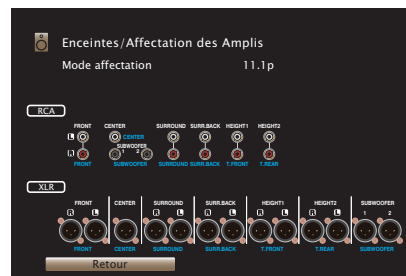 Enceintes/Affectation des Amplis
Mode affectation 11.1p
RCA
FRONT CENTER SURROUND SURR.BACK HEIGHT1 HEIGHT2
L CENTER
SUBWOOFER
R 1 2
FRONT SUBWOOFER SURROUND SURR.BACK T.FRONT T.REAR
XLR
FRONT CENTER SURROUND SURR.BACK HEIGHT1 HEIGHT2 SUBWOOFER
R L R L R L R L R L 1 2
FRONT CENTER SURROUND SURR.BACK T.FRONT T.REAR SUBWOOFER
Retour